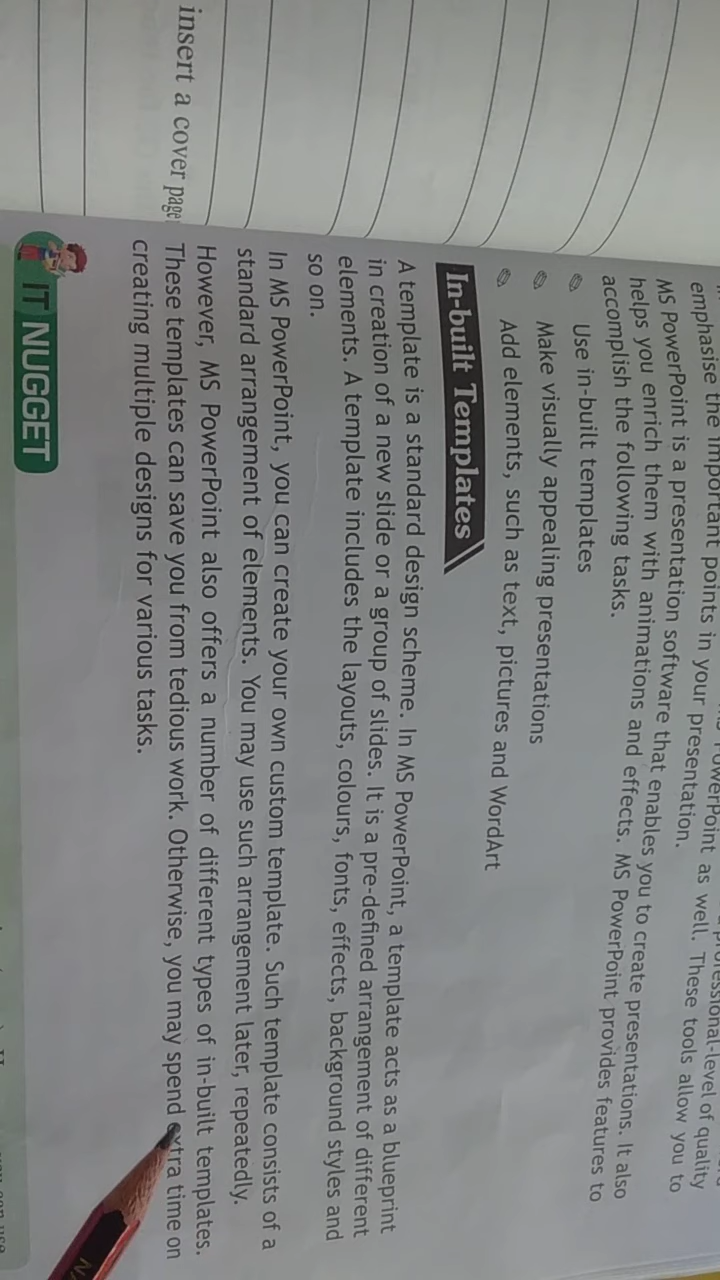 insert a cover page
PowerPoint as well. These tools allow you to
emphasise the important points in your presentation.
MS PowerPoint is a presentation software that enables you to create presentations. It also
helps you enrich them with animations and effects. MS PowerPoint provides features to
accomplish the following tasks.
Use in-built templates
Make visually appealing presentations
Add elements, such as text, pictures and WordArt
In-built Templates
A template is a standard design scheme. In MS PowerPoint, a template acts as a blueprint
in creation of a new slide or a group of slides. It is a pre-defined arrangement of different
elements. A template includes the layouts, colours, fonts, effects, background styles and
so on.
In MS PowerPoint, you can create your own custom template. Such template consists of a
standard arrangement of elements. You may use such arrangement later, repeatedly.
However, MS PowerPoint also offers a number of different types of in-built templates.
These templates can save you from tedious work. Otherwise, you may spend extra time on
creating multiple designs for various tasks.
IT NUGGET